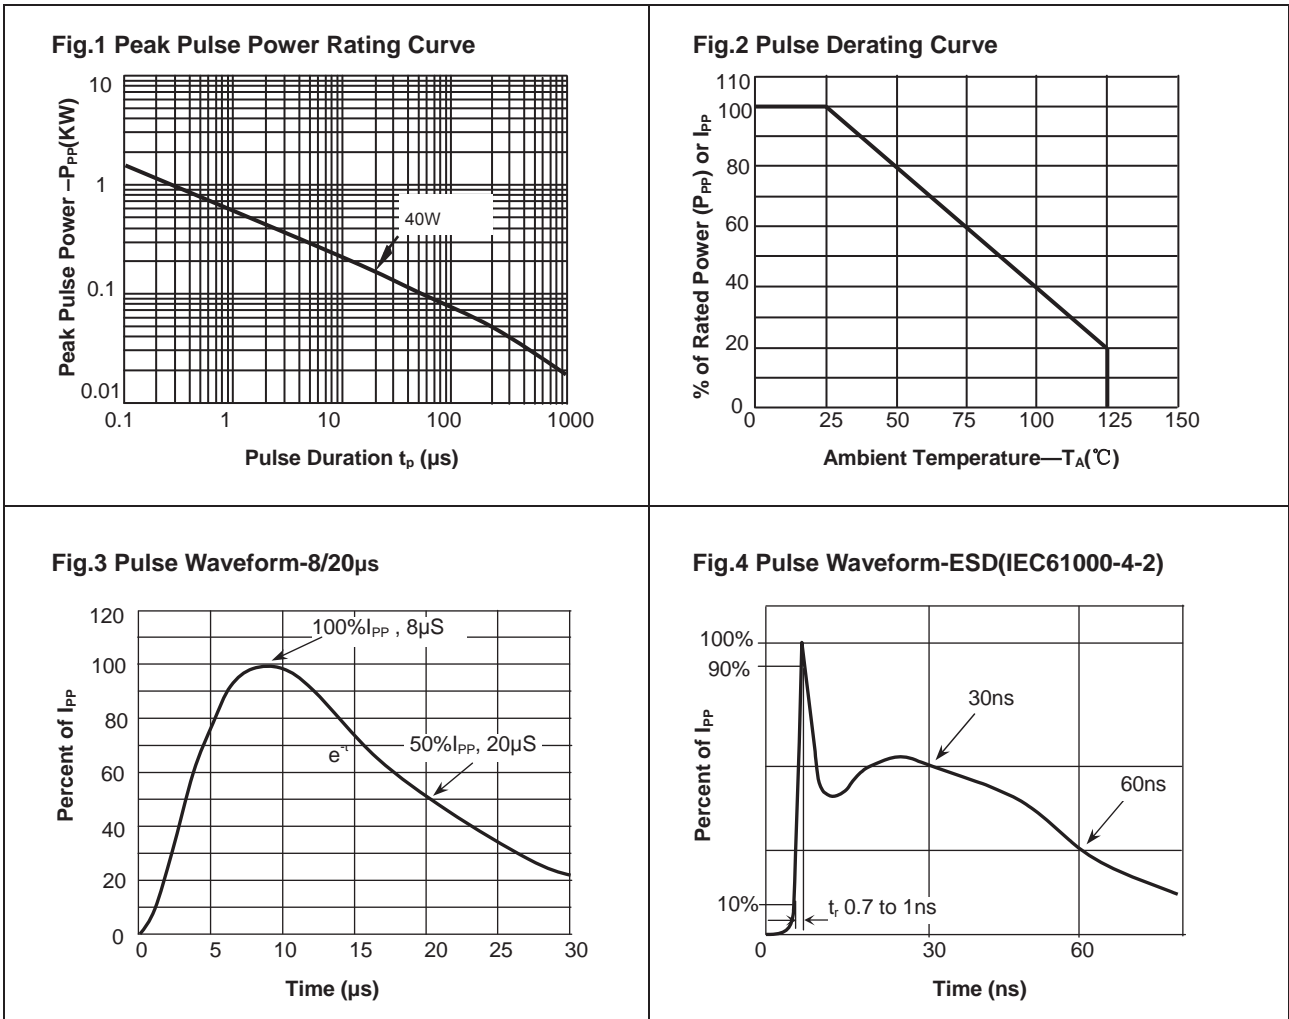 Fig.1 Peak Pulse Power Rating Curve
Peak Pulse Power –PPP(KW)
10
1
0.1
0.01
40W
0.1 1 10 100 1000
Pulse Duration tp (µs)
Fig.2 Pulse Derating Curve
% of Rated Power (PPP) or IPP
110
100
80
60
40
20
0
0 25 50 75 100 125 150
Ambient Temperature—TA(℃)
Fig.3 Pulse Waveform-8/20µs
Percent of IPP
120
100
80
60
40
20
0
100%IPP , 8µS
e-t
50%IPP, 20µS
0 5 10 15 20 25 30
Time (µs)
Fig.4 Pulse Waveform-ESD(IEC61000-4-2)
Percent of IPP
100%
90%
10%
30ns
60ns
tr 0.7 to 1ns
0 30 60
Time (ns)